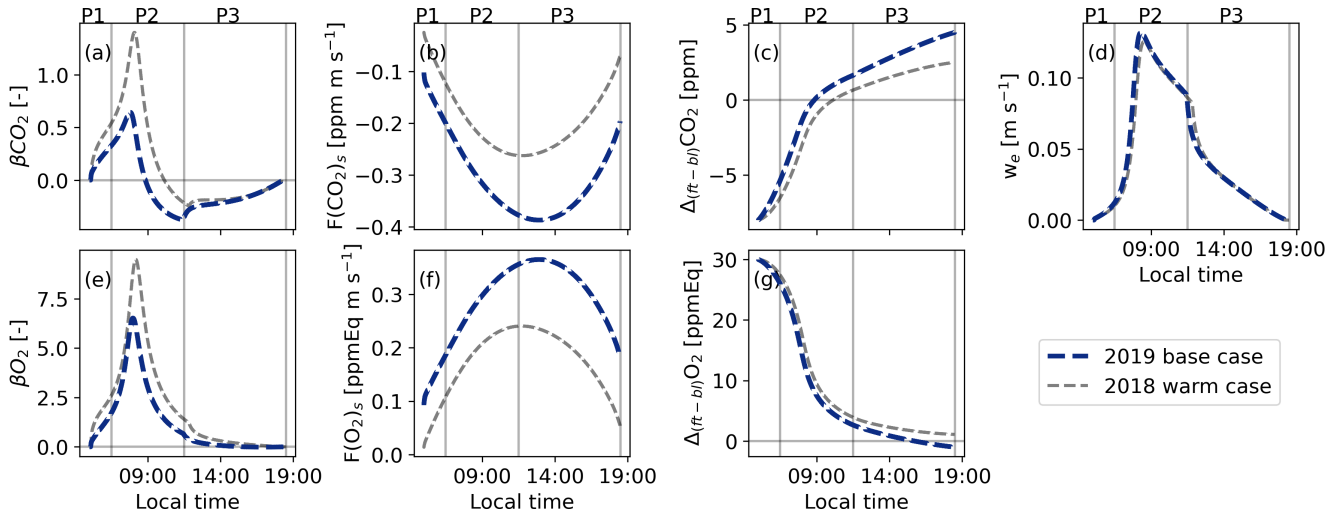 P1 P2 P3
(a)
1.0
0.5
0.0
βCO₂ [-]
P1 P2 P3
(b)
−0.1
−0.2
−0.3
−0.4
F(CO₂)ₛ [ppm m s⁻¹]
P1 P2 P3
(c)
5
0
−5
Δ(ft−bl)CO₂ [ppm]
P1 P2 P3
(d)
0.10
0.05
0.00
wₑ [m s⁻¹]
09:00 14:00 19:00
Local time
(e)
7.5
5.0
2.5
0.0
βO₂ [-]
09:00 14:00 19:00
Local time
(f)
0.3
0.2
0.1
0.0
F(O₂)ₛ [ppmEq m s⁻¹]
09:00 14:00 19:00
Local time
(g)
30
20
10
0
Δ(ft−bl)O₂ [ppmEq]
09:00 14:00 19:00
Local time
2019 base case
2018 warm case